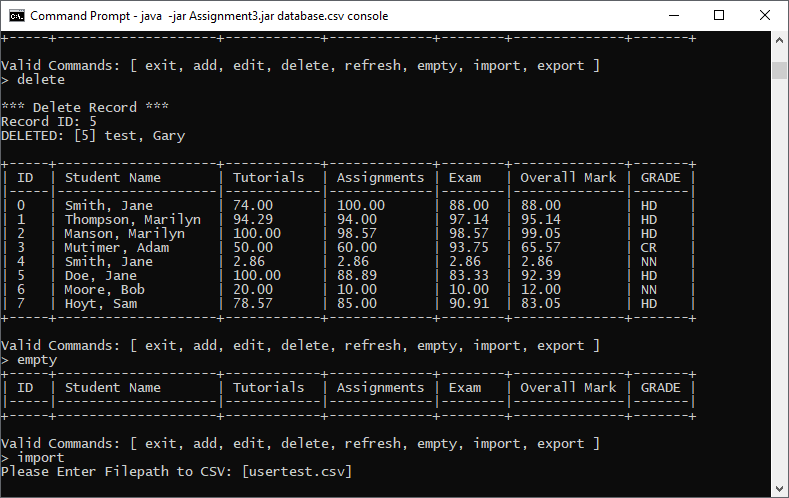 Command Prompt - java  -jar Assignment3.jar database.csv console
+-----+--------------------+------------+-------------+--------+--------------+-------+
Valid Commands: [ exit, add, edit, delete, refresh, empty, import, export ]
> delete
*** Delete Record ***
Record ID: 5
DELETED: [5] test, Gary
+-----+--------------------+------------+-------------+--------+--------------+-------+
| ID  | Student Name       | Tutorials  | Assignments | Exam   | Overall Mark | GRADE |
|-----|--------------------|------------|-------------|--------|--------------|-------|
| 0   | Smith, Jane        | 74.00      | 100.00      | 88.00  | 88.00        | HD    |
| 1   | Thompson, Marilyn  | 94.29      | 94.00       | 97.14  | 95.14        | HD    |
| 2   | Manson, Marilyn    | 100.00     | 98.57       | 98.57  | 99.05        | HD    |
| 3   | Mutimer, Adam      | 50.00      | 60.00       | 93.75  | 65.57        | CR    |
| 4   | Smith, Jane        | 2.86       | 2.86        | 2.86   | 2.86         | NN    |
| 5   | Doe, Jane          | 100.00     | 88.89       | 83.33  | 92.39        | HD    |
| 6   | Moore, Bob         | 20.00      | 10.00       | 10.00  | 12.00        | NN    |
| 7   | Hoyt, Sam          | 78.57      | 85.00       | 90.91  | 83.05        | HD    |
+-----+--------------------+------------+-------------+--------+--------------+-------+
Valid Commands: [ exit, add, edit, delete, refresh, empty, import, export ]
> empty
+-----+--------------------+------------+-------------+--------+--------------+-------+
| ID  | Student Name       | Tutorials  | Assignments | Exam   | Overall Mark | GRADE |
|-----|--------------------|------------|-------------|--------|--------------|-------|
+-----+--------------------+------------+-------------+--------+--------------+-------+
Valid Commands: [ exit, add, edit, delete, refresh, empty, import, export ]
> import
Please Enter Filepath to CSV: [usertest.csv]